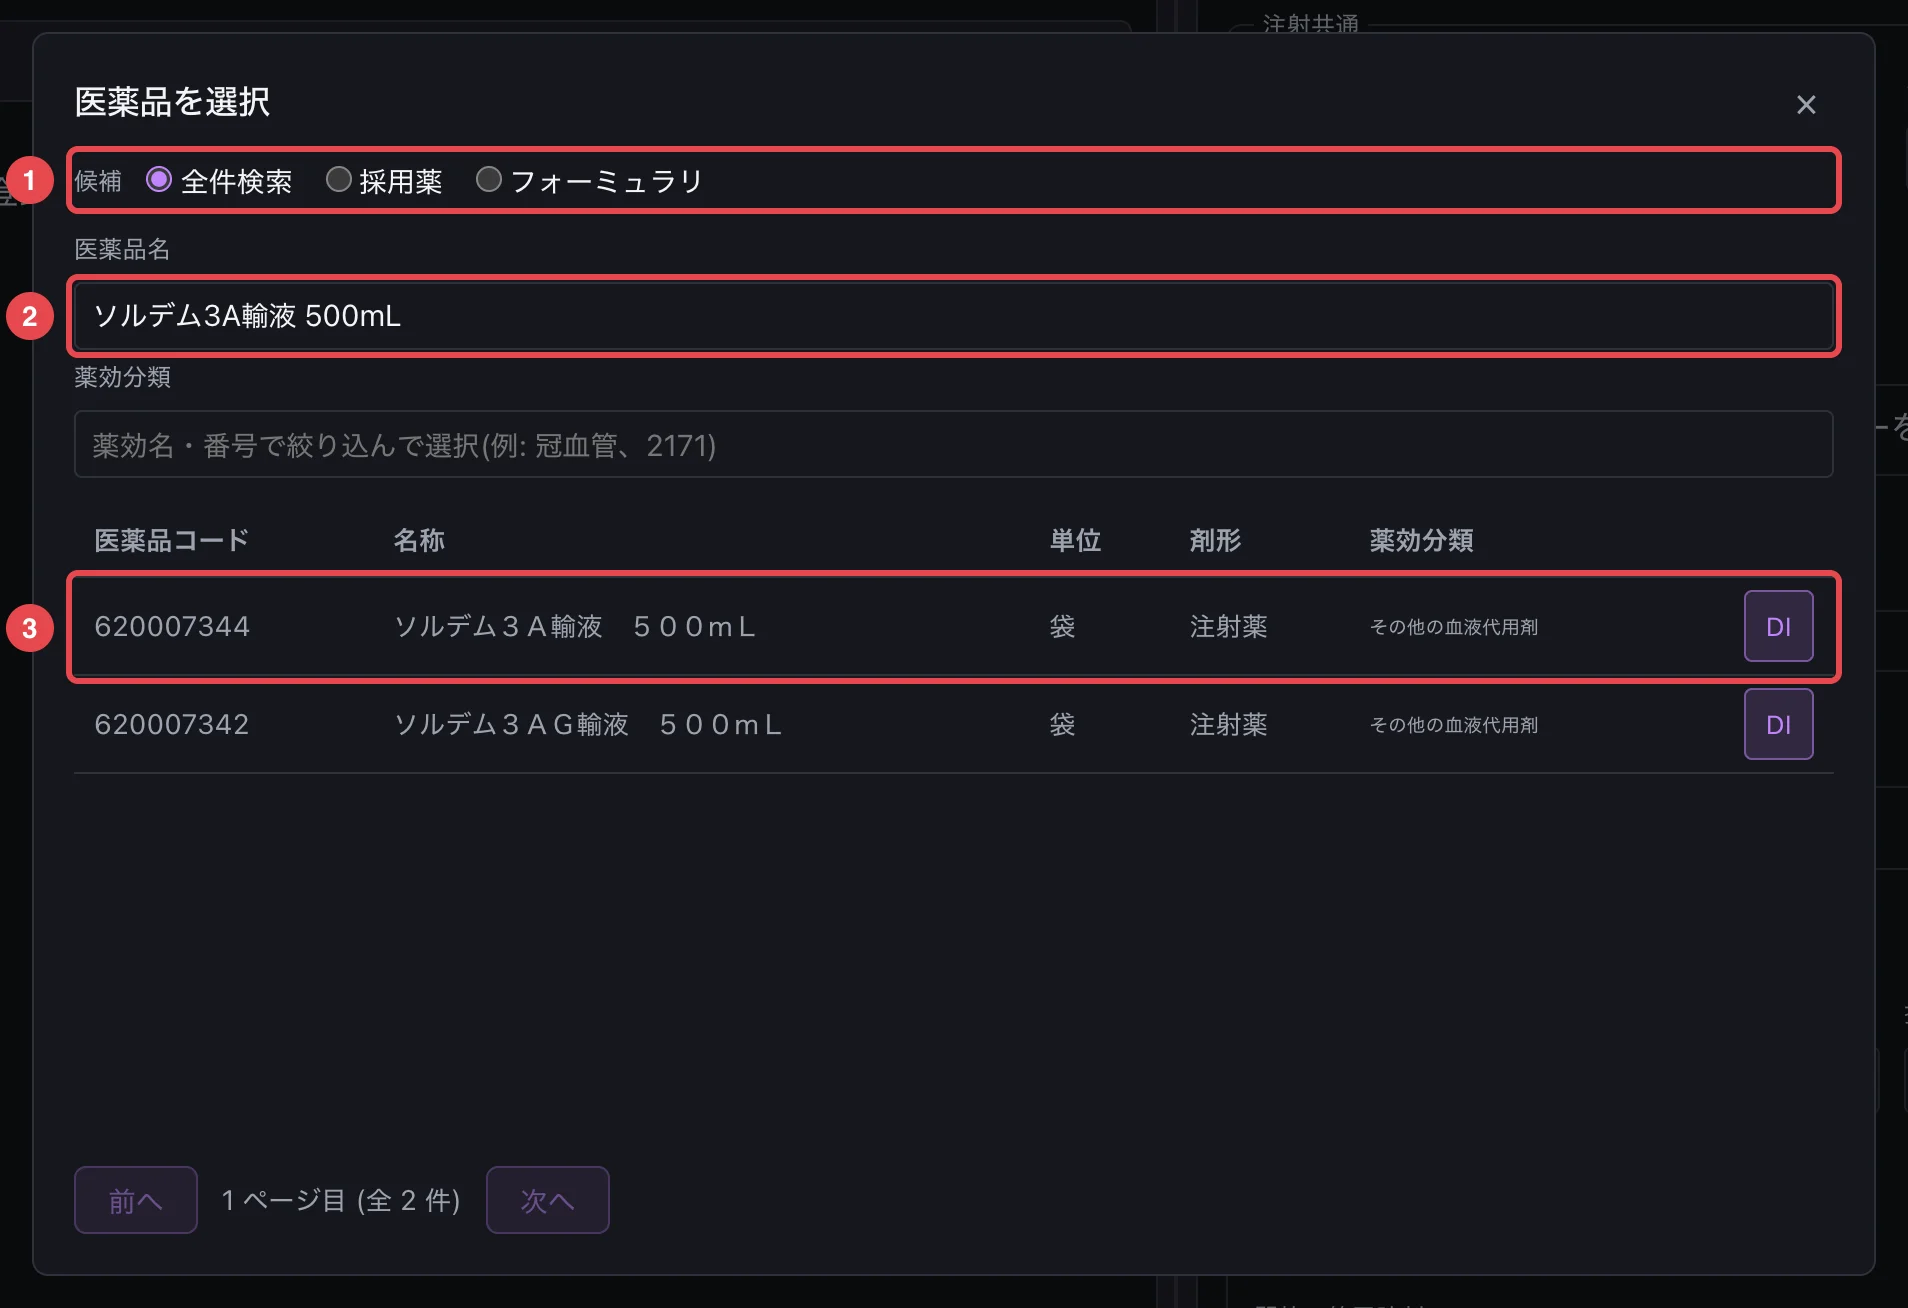 注射共通
医薬品を選択
×
1
候補 全件検索 採用薬 フォーミュラリ
医薬品名
2
ソルデム3A輸液 500mL
薬効分類
薬効名・番号で絞り込んで選択(例: 冠血管、2171)
医薬品コード 名称 単位 剤形 薬効分類
3
620007344 ソルデム３Ａ輸液　５００ｍＬ 袋 注射薬 その他の血液代用剤 DI
620007342 ソルデム３ＡＧ輸液　５００ｍＬ 袋 注射薬 その他の血液代用剤 DI
前へ 1 ページ目 (全 2 件) 次へ